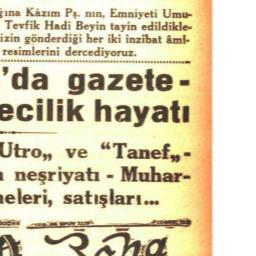 ğına Kâzım Pş. nın, Emniyeti Umu-
Tevfik Hadi Beyin tayin edildikle-
izin gönderdiği her iki inzibat âmi-
resimlerini dercediyoruz.
'da gazete-
ecilik hayatı
Utro„ ve “Tanef„-
n neşriyatı - Muhar-
neleri, satışları...